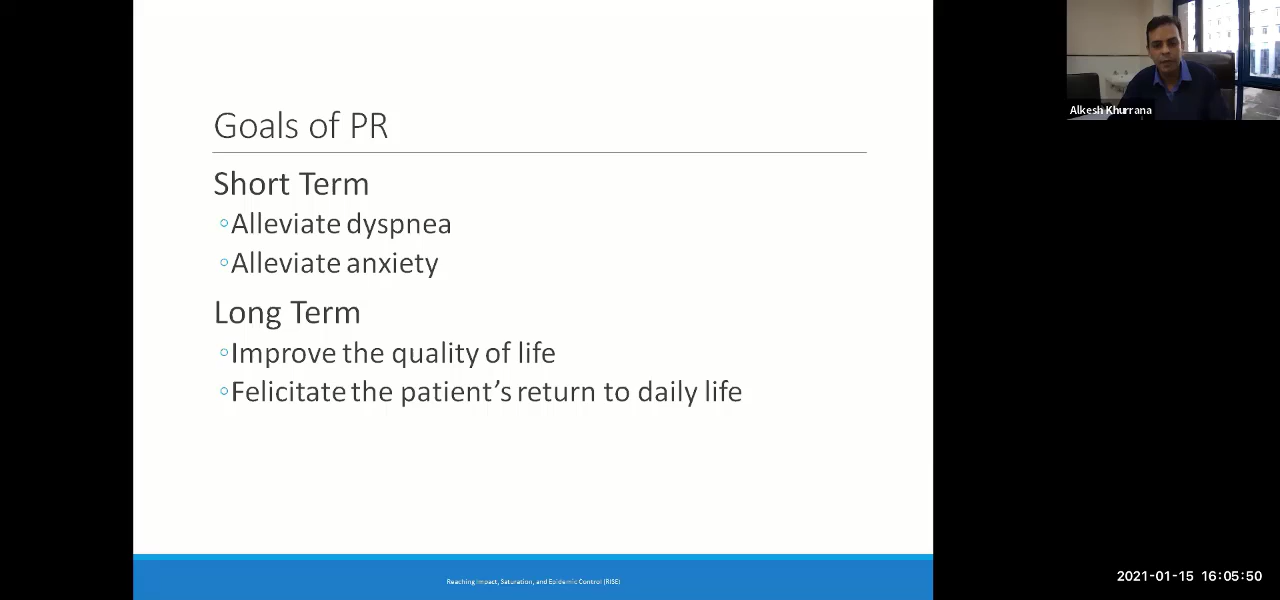 Goals of PR
Short Term
Alleviate dyspnea
Alleviate anxiety
Long Term
Improve the quality of life
Felicitate the patient's return to daily life
Reaching Impact, Saturation, and Epidemic Control (RISE)
Alkesh Khurrana
2021-01-15 16:05:50